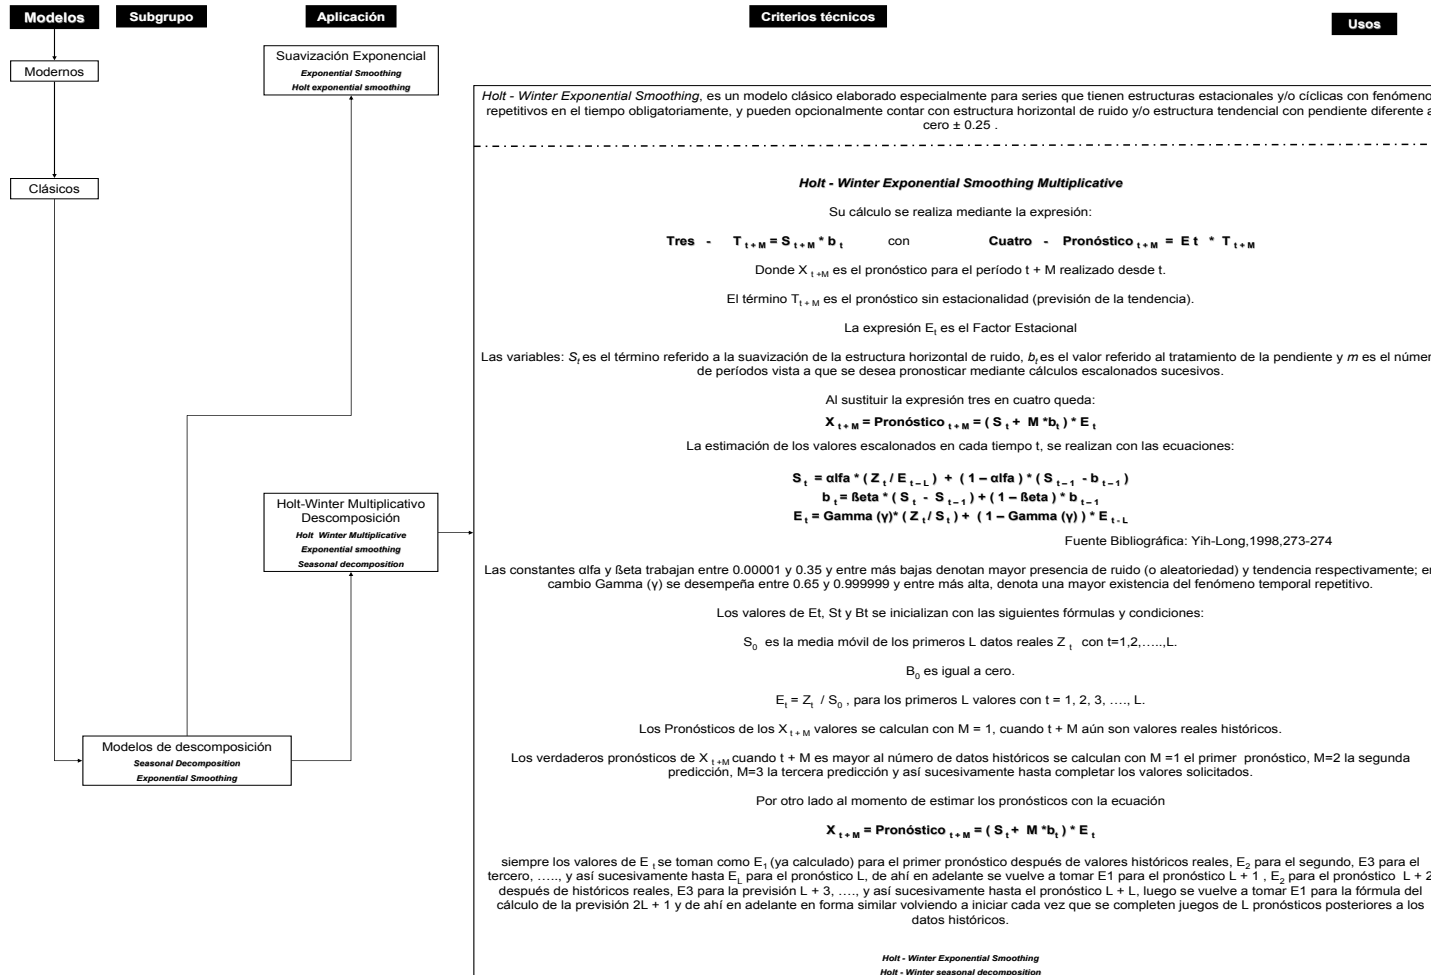 Modelos
Subgrupo
Aplicación
Criterios técnicos
Usos
Modernos
Clásicos
Suavización Exponencial
Exponential Smoothing
Holt exponential smoothing
Holt-Winter Multiplicativo
Descomposición
Holt Winter Multiplicative
Exponential smoothing
Seasonal decomposition
Modelos de descomposición
Seasonal Decomposition
Exponential Smoothing
Holt - Winter Exponential Smoothing, es un modelo clásico elaborado especialmente para series que tienen estructuras estacionales y/o cíclicas con fenómeno
repetitivos en el tiempo obligatoriamente, y pueden opcionalmente contar con estructura horizontal de ruido y/o estructura tendencial con pendiente diferente a
cero ± 0.25 .
Holt - Winter Exponential Smoothing Multiplicative
Su cálculo se realiza mediante la expresión:
Tres - T t + M = S t + M * b t con Cuatro - Pronóstico t + M = E t * T t + M
Donde X t +M es el pronóstico para el período t + M realizado desde t.
El término T t + M es el pronóstico sin estacionalidad (previsión de la tendencia).
La expresión E t es el Factor Estacional
Las variables: S t es el término referido a la suavización de la estructura horizontal de ruido, b t es el valor referido al tratamiento de la pendiente y m es el númer
de períodos vista a que se desea pronosticar mediante cálculos escalonados sucesivos.
Al sustituir la expresión tres en cuatro queda:
X t + M = Pronóstico t + M = ( S t + M *b t ) * E t
La estimación de los valores escalonados en cada tiempo t, se realizan con las ecuaciones:
S t = αlfa * ( Z t / E t – L ) + ( 1 – αlfa ) * ( S t – 1 - b t – 1 )
b t = ßeta * ( S t - S t – 1 ) + ( 1 – ßeta ) * b t – 1
E t = Gamma (γ)* ( Z t / S t ) + ( 1 – Gamma (γ) ) * E t - L
Fuente Bibliográfica: Yih-Long,1998,273-274
Las constantes αlfa y ßeta trabajan entre 0.00001 y 0.35 y entre más bajas denotan mayor presencia de ruido (o aleatoriedad) y tendencia respectivamente; en
cambio Gamma (γ) se desempeña entre 0.65 y 0.999999 y entre más alta, denota una mayor existencia del fenómeno temporal repetitivo.
Los valores de Et, St y Bt se inicializan con las siguientes fórmulas y condiciones:
S 0 es la media móvil de los primeros L datos reales Z t con t=1,2,…..,L.
B 0 es igual a cero.
E t = Z t / S 0 , para los primeros L valores con t = 1, 2, 3, …., L.
Los Pronósticos de los X t + M valores se calculan con M = 1, cuando t + M aún son valores reales históricos.
Los verdaderos pronósticos de X t +M cuando t + M es mayor al número de datos históricos se calculan con M =1 el primer pronóstico, M=2 la segunda
predicción, M=3 la tercera predicción y así sucesivamente hasta completar los valores solicitados.
Por otro lado al momento de estimar los pronósticos con la ecuación
X t + M = Pronóstico t + M = ( S t + M *b t ) * E t
siempre los valores de E t se toman como E 1 (ya calculado) para el primer pronóstico después de valores históricos reales, E 2 para el segundo, E3 para el
tercero, ….., y así sucesivamente hasta E L para el pronóstico L, de ahí en adelante se vuelve a tomar E1 para el pronóstico L + 1 , E 2 para el pronóstico L + 2
después de históricos reales, E3 para la previsión L + 3, …., y así sucesivamente hasta el pronóstico L + L, luego se vuelve a tomar E1 para la fórmula del
cálculo de la previsión 2L + 1 y de ahí en adelante en forma similar volviendo a iniciar cada vez que se completen juegos de L pronósticos posteriores a los
datos históricos.
Holt - Winter Exponential Smoothing
Holt - Winter seasonal decomposition